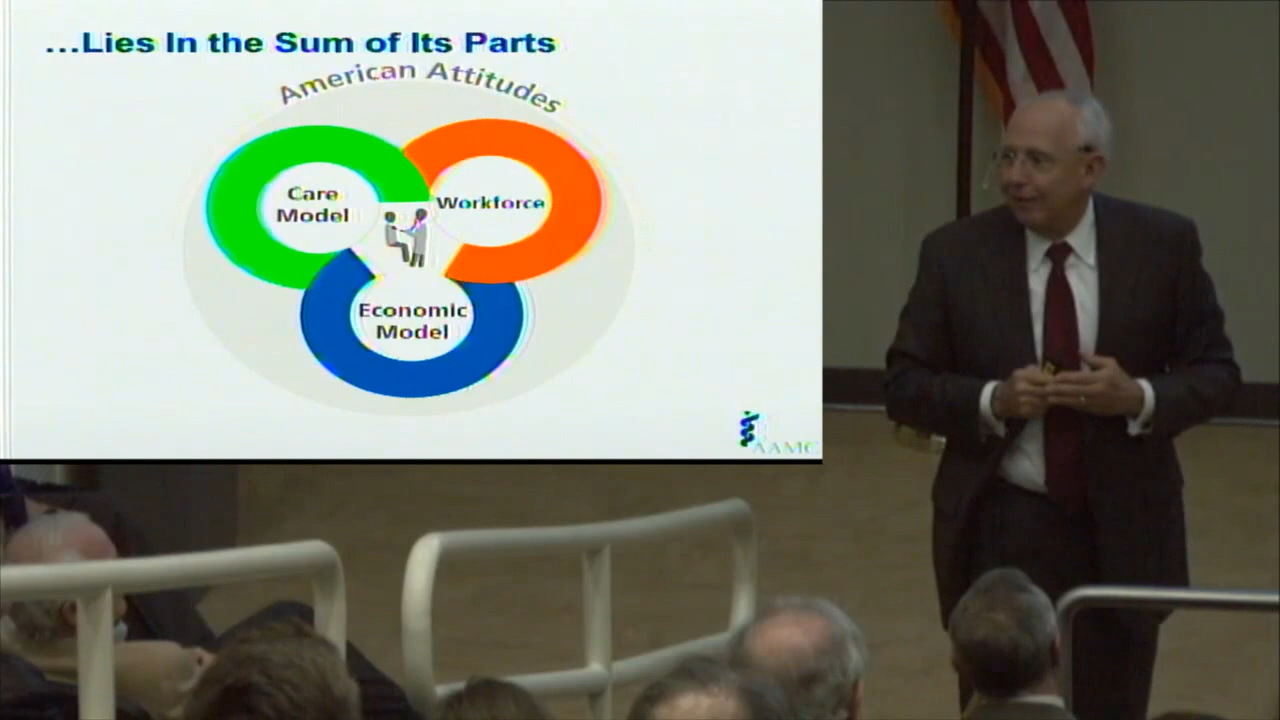 ...Lies In the Sum of Its Parts
American Attitudes
Care
Model
Workforce
Economic
Model
AAMC